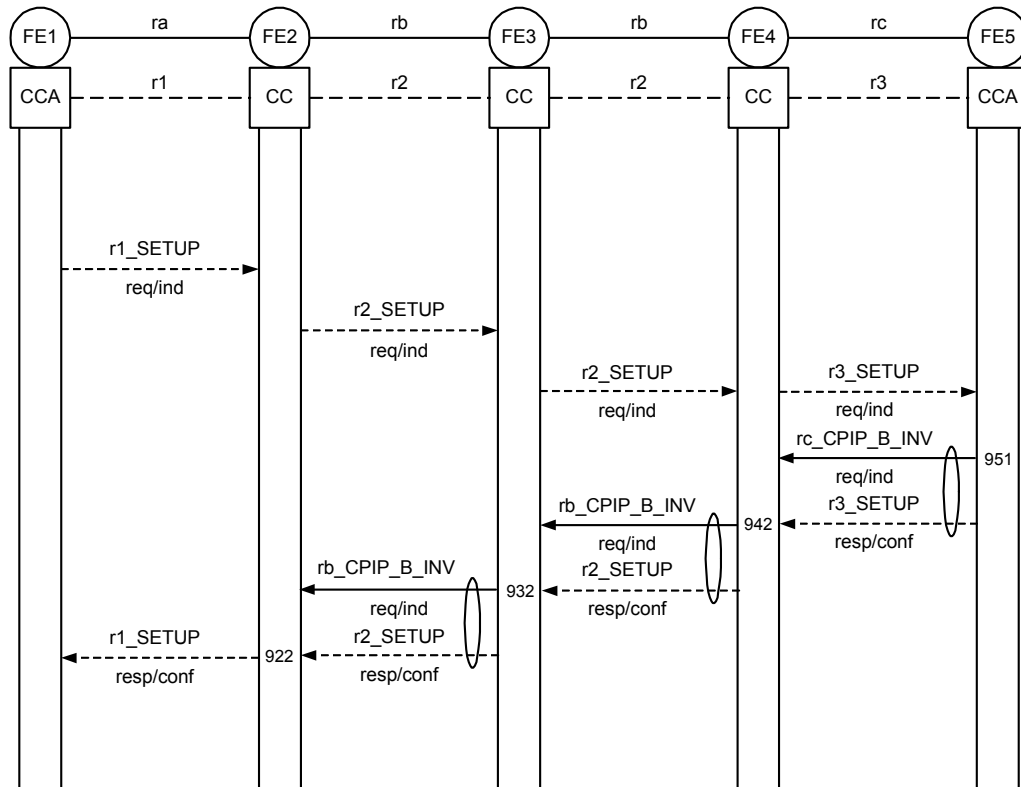 FE1 ra FE2 rb FE3 rb FE4 rc FE5
CCA r1 CC r2 CC r2 CC r3 CCA
r1_SETUP
req/ind
r2_SETUP
req/ind
r2_SETUP r3_SETUP
req/ind req/ind
rc_CPIP_B_INV
951
req/ind
rb_CPIP_B_INV r3_SETUP
942
req/ind resp/conf
rb_CPIP_B_INV r2_SETUP
932
req/ind resp/conf
r1_SETUP r2_SETUP
922
resp/conf resp/conf